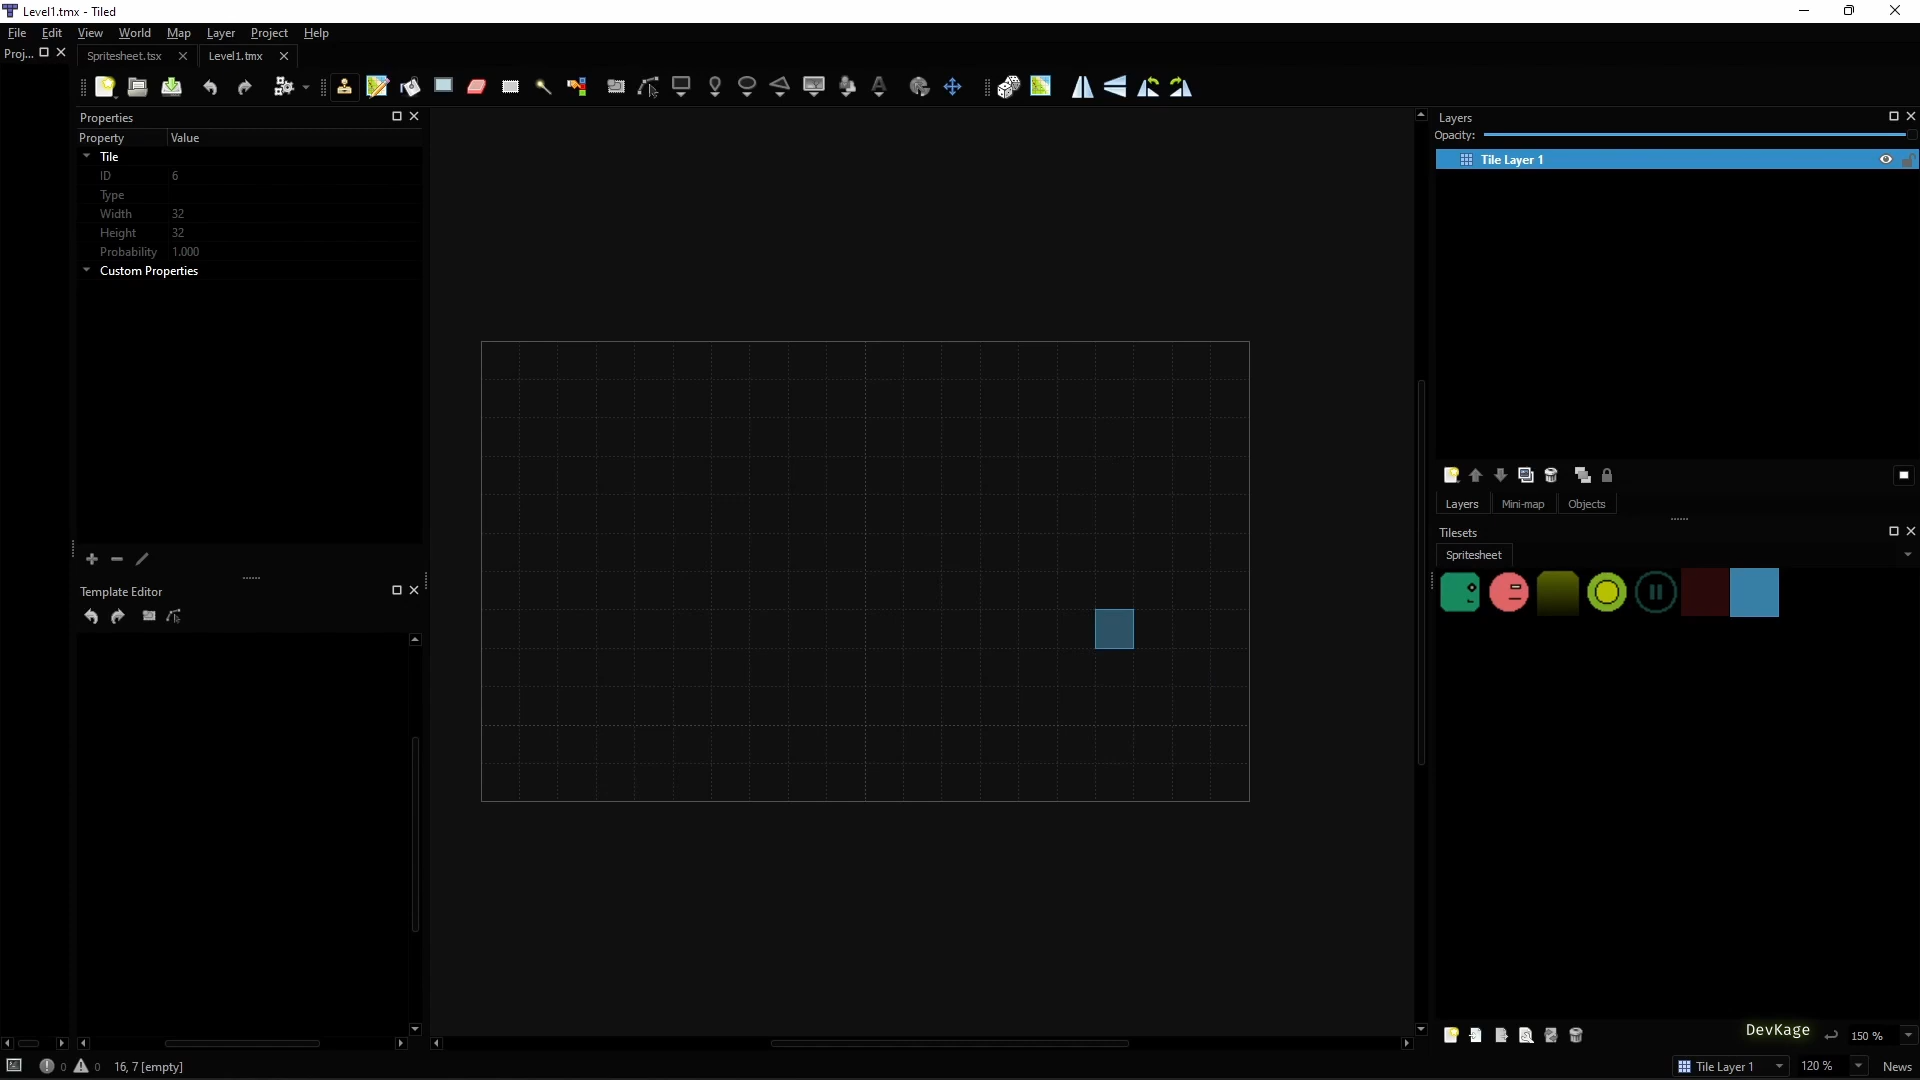 Level1.tmx - Tiled
File Edit View World Map Layer Project Help
Proj...
Spritesheet.tsx Level1.tmx
Properties
Property Value
Tile
ID 6
Type
Width 32
Height 32
Probability 1.000
Custom Properties
Template Editor
Layers
Opacity:
Tile Layer 1
Layers Mini-map Objects
Tilesets
Spritesheet
DevKage
150 %
0 0 16, 7 [empty]
Tile Layer 1 120 % News